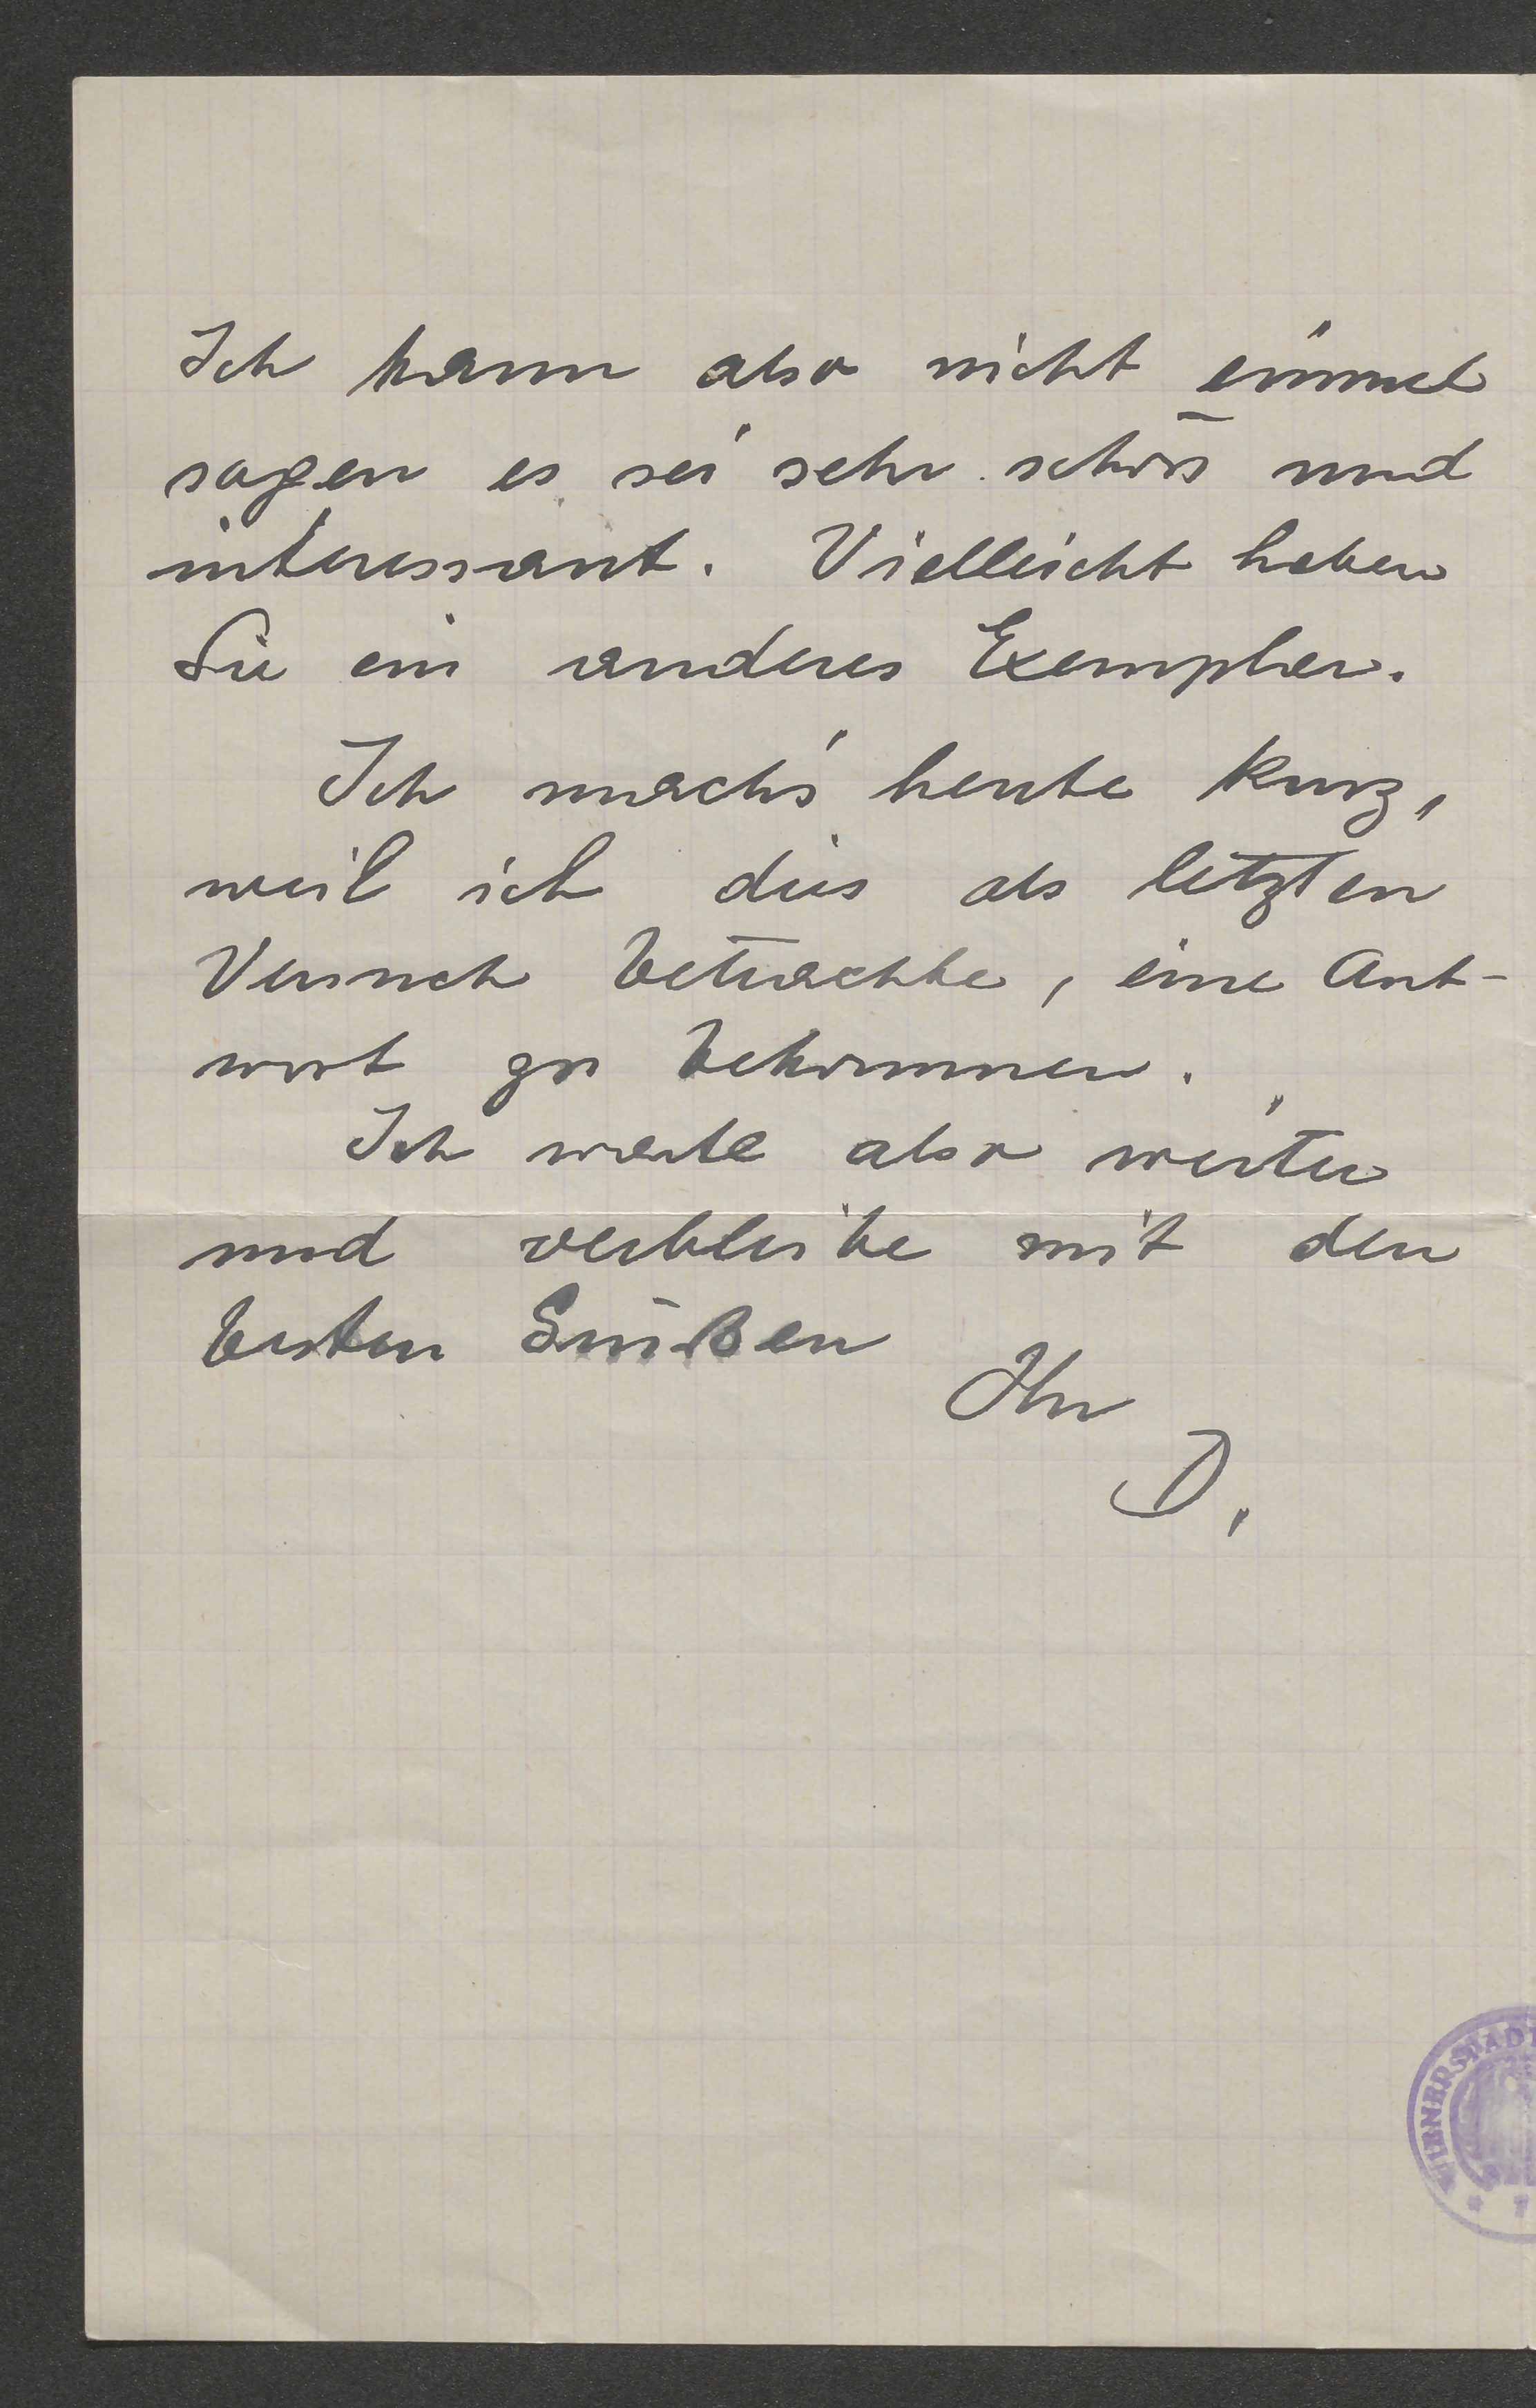 Ich kann also nicht einmal
sagen es sei sehr schön und
interessant. Vielleicht haben
Sie ein anderes Exemplar.
Ich mach's heute kurz,
weil ich dies als letzten
Versuch betrachte, eine Ant-
wort zu bekommen.
Ich warte also weiter
und verbleibe mit den
besten Grüßen
Ihr
D.
WIENER STADT